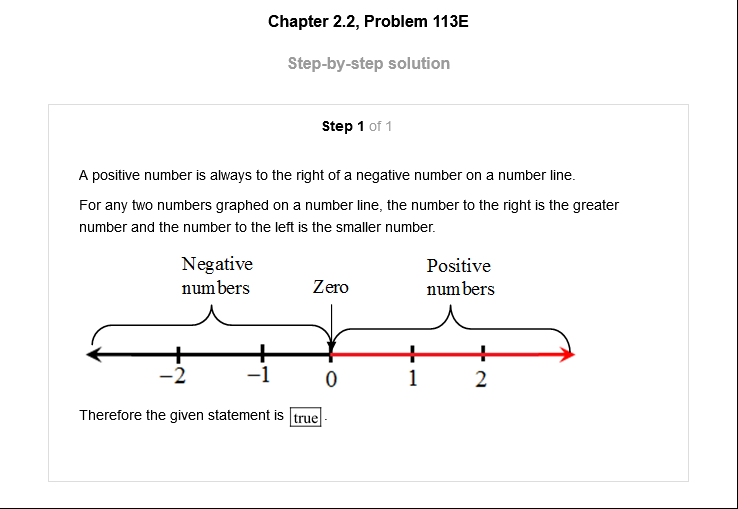 Chapter 2.2, Problem 113E
Step-by-step solution
Step 1 of 1
A positive number is always to the right of a negative number on a number line.
For any two numbers graphed on a number line, the number to the right is the greater
number and the number to the left is the smaller number.
Negative
numbers
Zero
Positive
numbers
−2 −1 0 1 2
Therefore the given statement is true.